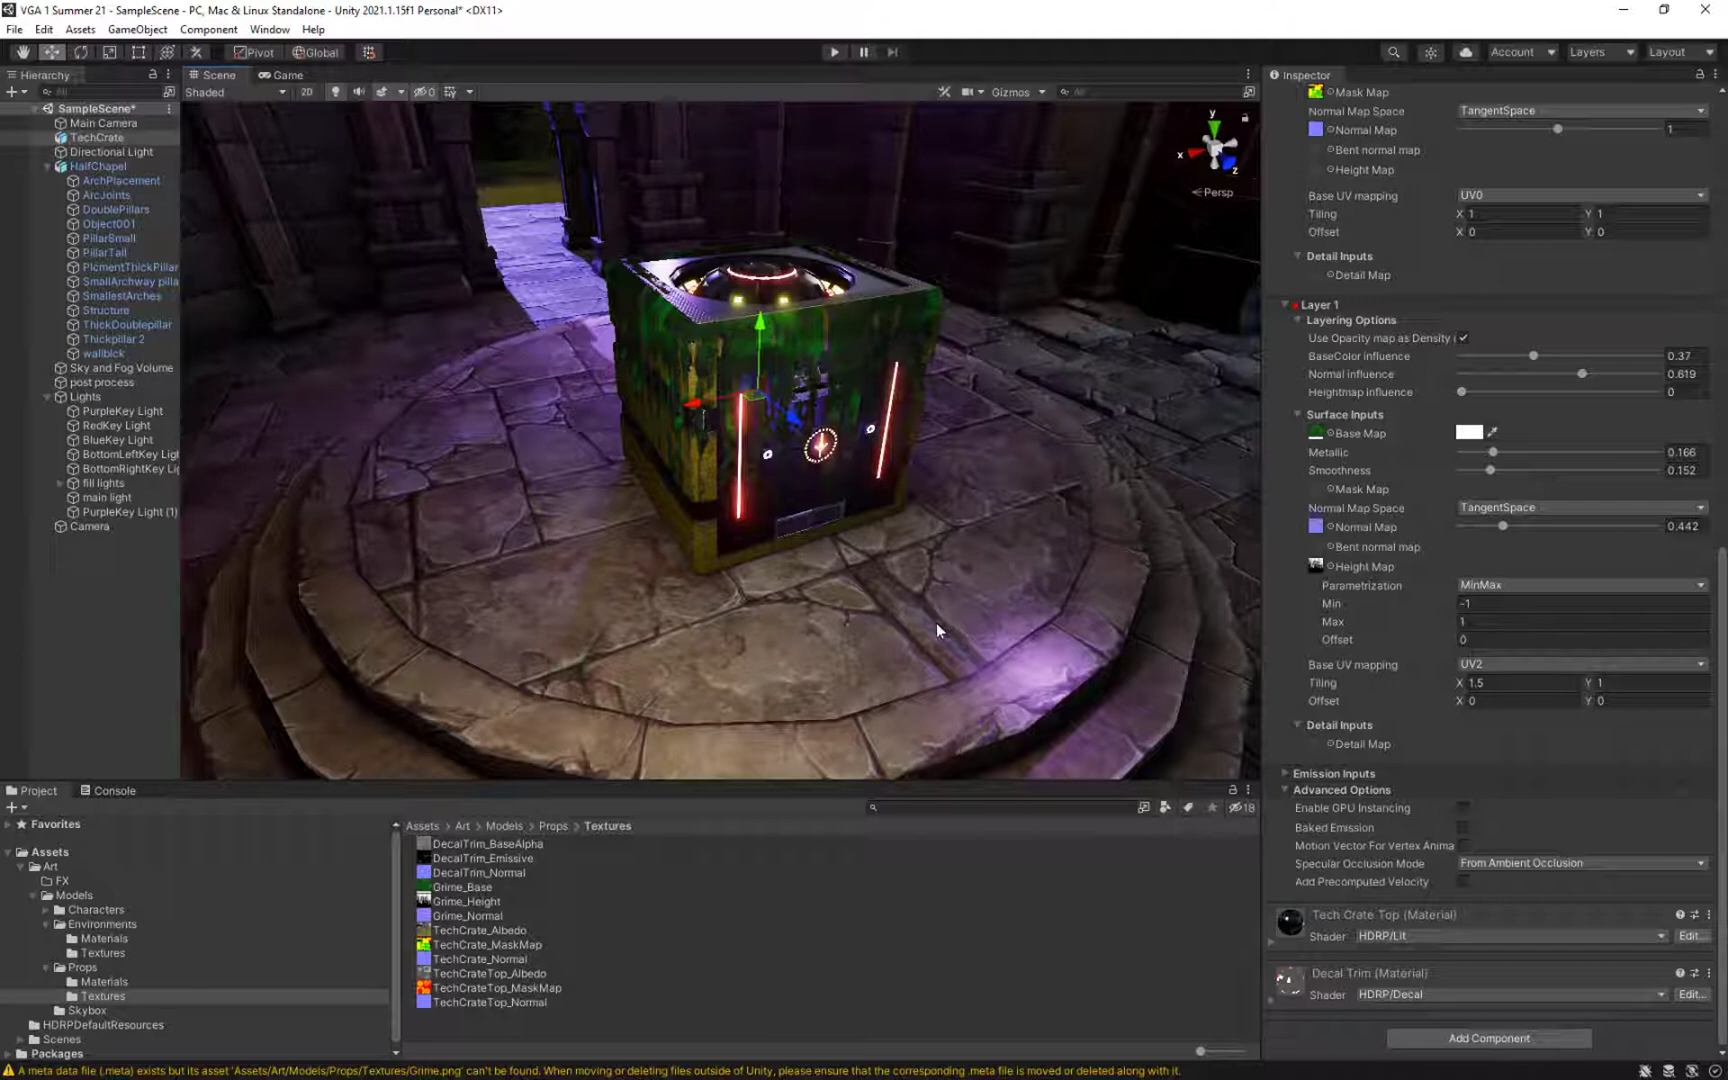 VGA 1 Summer 21 - SampleScene - PC, Mac & Linux Standalone - Unity 2021.1.15f1 Personal* <DX11>
File Edit Assets GameObject Component Window Help
Pivot Global Account Layers Layout
Hierarchy
All
SampleScene*
Main Camera
TechCrate
Directional Light
HalfChapel
ArchPlacement
ArcJoints
DoublePillars
Object001
PillarSmall
PillarTall
PlcmentThickPillar
SmallArchway pilla
SmallestArches
Structure
ThickDoublepillar
Thickpillar 2
wallblck
Sky and Fog Volume
post process
Lights
PurpleKey Light
RedKey Light
BlueKey Light
BottomLeftKey Lig
BottomRightKey Lig
fill lights
main light
PurpleKey Light (1)
Camera
Scene Game
Shaded 2D 0 Gizmos All
y
x
z
Persp
Inspector
Mask Map
Normal Map Space TangentSpace
Normal Map 1
Bent normal map
Height Map
Base UV mapping UV0
Tiling X 1 Y 1
Offset X 0 Y 0
Detail Inputs
Detail Map
Layer 1
Layering Options
Use Opacity map as Density
BaseColor influence 0.37
Normal influence 0.619
Heightmap influence 0
Surface Inputs
Base Map
Metallic 0.166
Smoothness 0.152
Mask Map
Normal Map Space TangentSpace
Normal Map 0.442
Bent normal map
Height Map
Parametrization MinMax
Min -1
Max 1
Offset 0
Base UV mapping UV2
Tiling X 1.5 Y 1
Offset X 0 Y 0
Detail Inputs
Detail Map
Emission Inputs
Advanced Options
Enable GPU Instancing
Baked Emission
Motion Vector For Vertex Anima
Specular Occlusion Mode From Ambient Occlusion
Add Precomputed Velocity
Tech Crate Top (Material)
Shader HDRP/Lit Edit...
Decal Trim (Material)
Shader HDRP/Decal Edit...
Add Component
Project Console
18
Favorites
Assets
Art
FX
Models
Characters
Environments
Materials
Textures
Props
Materials
Textures
Skybox
HDRPDefaultResources
Scenes
Packages
Assets > Art > Models > Props > Textures
DecalTrim_BaseAlpha
DecalTrim_Emissive
DecalTrim_Normal
Grime_Base
Grime_Height
Grime_Normal
TechCrate_Albedo
TechCrate_MaskMap
TechCrate_Normal
TechCrateTop_Albedo
TechCrateTop_MaskMap
TechCrateTop_Normal
A meta data file (.meta) exists but its asset 'Assets/Art/Models/Props/Textures/Grime.png' can't be found. When moving or deleting files outside of Unity, please ensure that the corresponding .meta file is moved or deleted along with it.